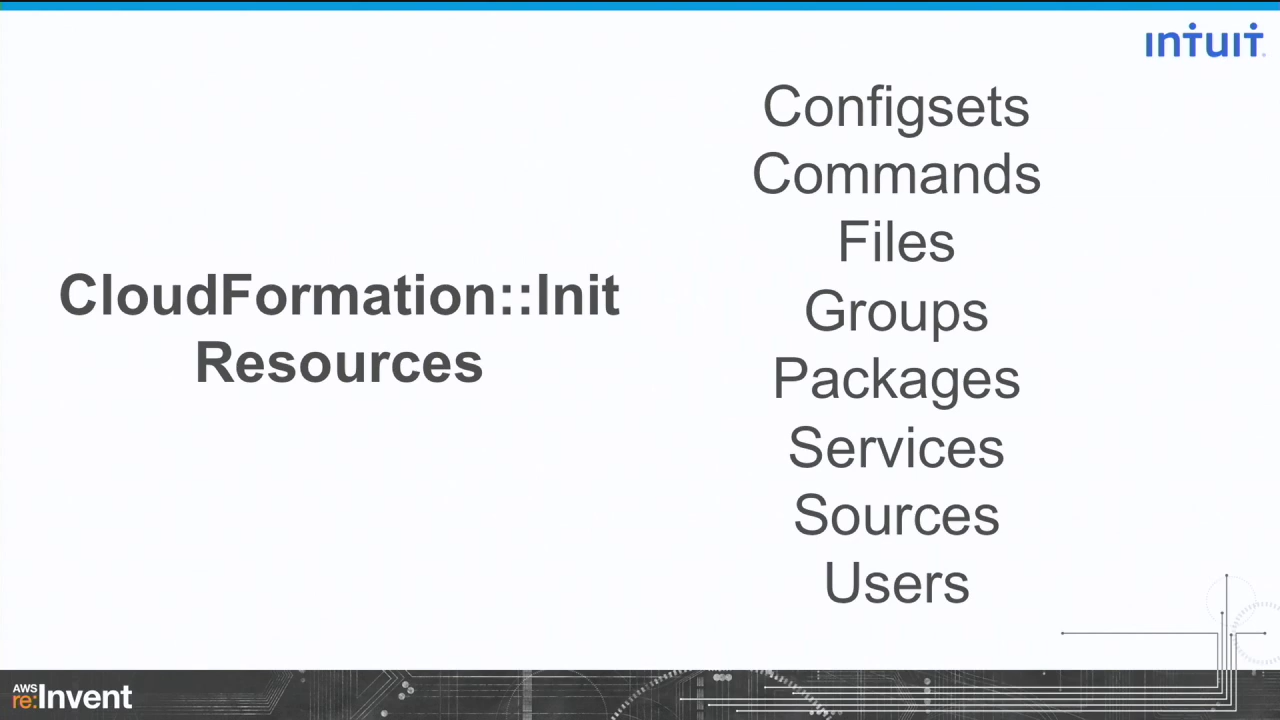 intuit
CloudFormation::Init
Resources
Configsets
Commands
Files
Groups
Packages
Services
Sources
Users
AWS
re:Invent